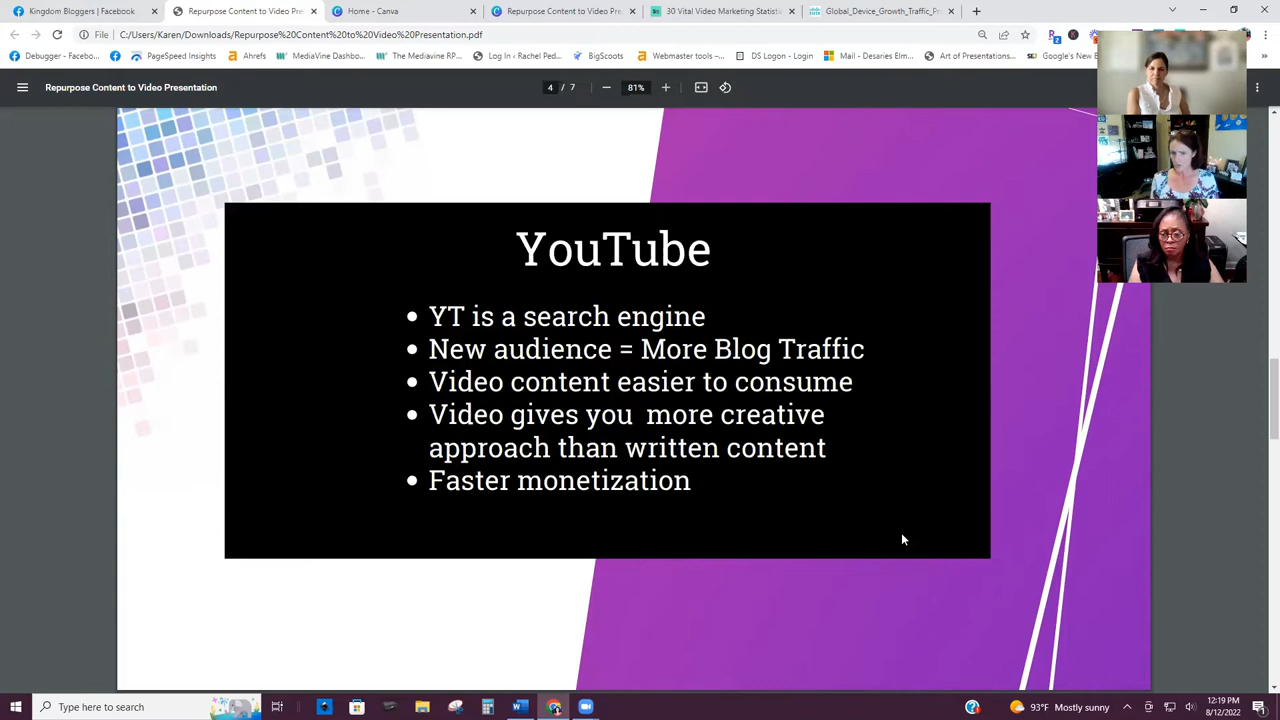 Kingdom Bloggers | Facebook
Repurpose Content to Video Pres
Home - Canva
Repurpose Content to Video Pre
30 Vital Video Marketing Statisti
Global_Device_Growth_Traffic_Pr
File
C:/Users/Karen/Downloads/Repurpose%20Content%20to%20Video%20Presentation.pdf
Debugger - Faceboo...
PageSpeed Insights
Ahrefs
MediaVine Dashbo...
The Mediavine RP...
Log In ‹ Rachel Ped...
BigScoots
Webmaster tools –...
DS Logon - Login
Mail - Desaries Elm...
Art of Presentations...
Google's New B
Repurpose Content to Video Presentation
4 / 7
81%
YouTube
YT is a search engine
New audience = More Blog Traffic
Video content easier to consume
Video gives you more creative
approach than written content
Faster monetization
Type here to search
93°F Mostly sunny
12:19 PM
8/12/2022